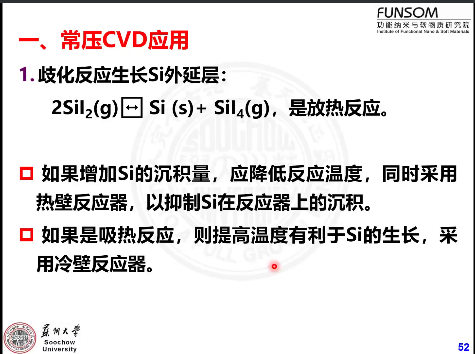 FUNSOM
功能纳米与软物质研究院
Institute of Functional Nano & Soft Materials
一、常压CVD应用
1.歧化反应生长Si外延层：
2SiI₂(g)↔ Si (s)+ SiI₄(g)，是放热反应。
如果增加Si的沉积量，应降低反应温度，同时采用
热壁反应器，以抑制Si在反应器上的沉积。
如果是吸热反应，则提高温度有利于Si的生长，采
用冷壁反应器。
苏州大学
Soochow
University
52